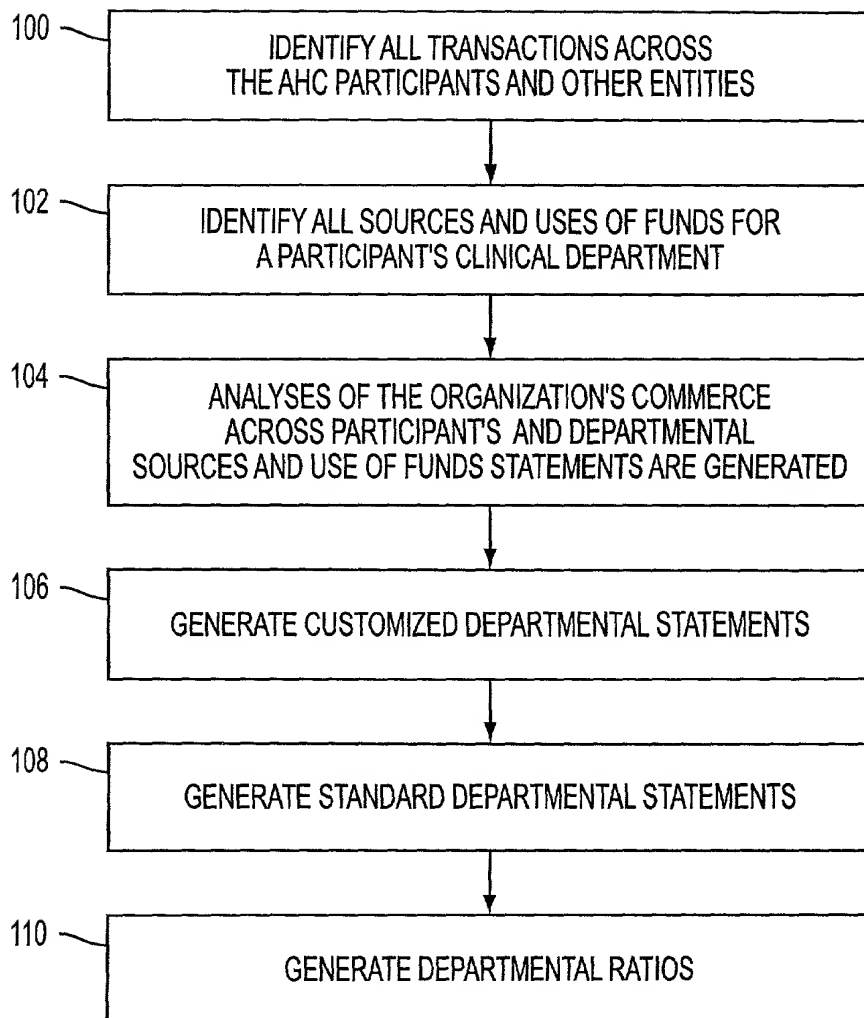 100
IDENTIFY ALL TRANSACTIONS ACROSS
THE AHC PARTICIPANTS AND OTHER ENTITIES
102
IDENTIFY ALL SOURCES AND USES OF FUNDS FOR
A PARTICIPANT'S CLINICAL DEPARTMENT
104
ANALYSES OF THE ORGANIZATION'S COMMERCE
ACROSS PARTICIPANT'S AND DEPARTMENTAL
SOURCES AND USE OF FUNDS STATEMENTS ARE GENERATED
106
GENERATE CUSTOMIZED DEPARTMENTAL STATEMENTS
108
GENERATE STANDARD DEPARTMENTAL STATEMENTS
110
GENERATE DEPARTMENTAL RATIOS